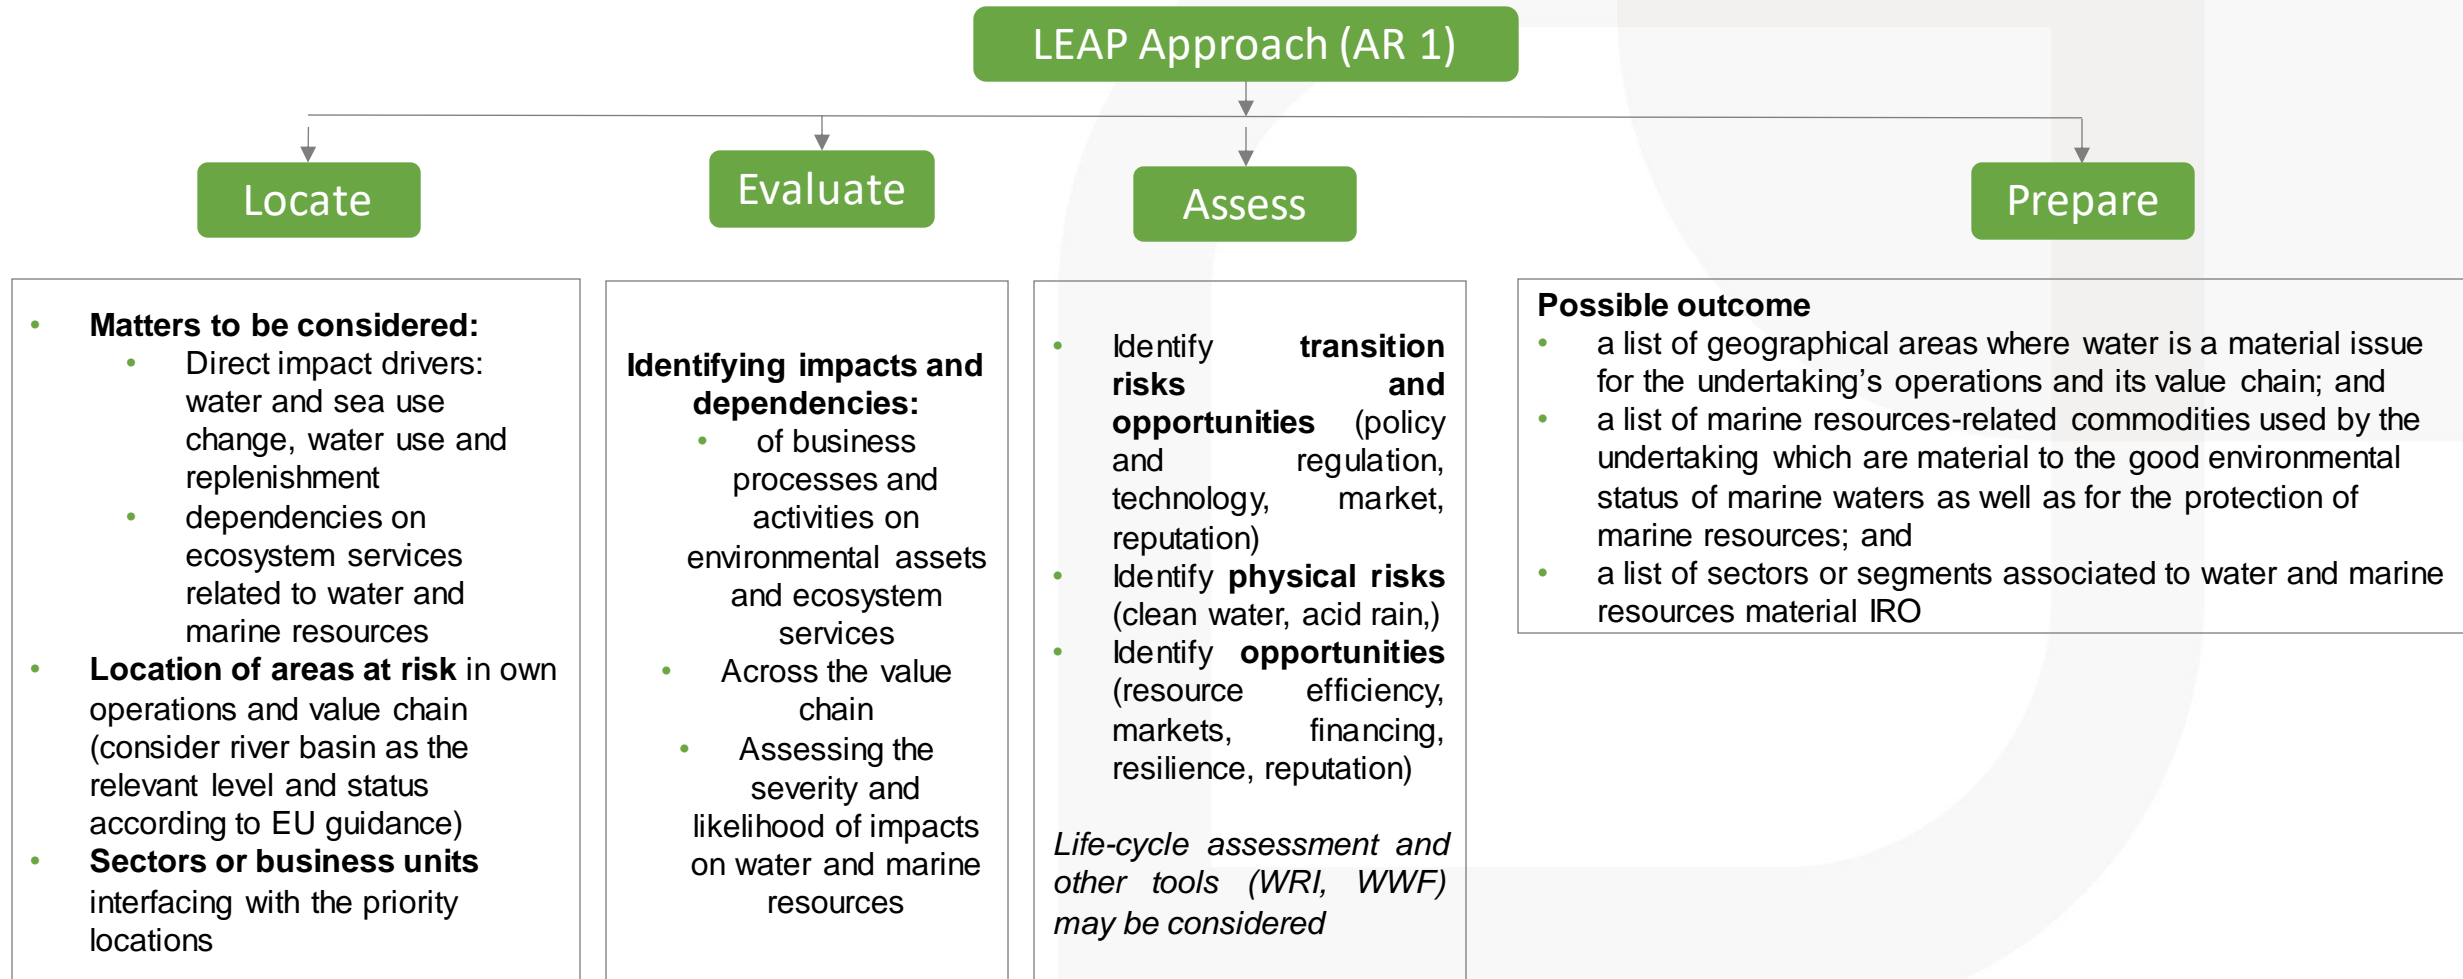 LEAP Approach (AR 1)
Locate
Evaluate
Assess
Prepare
• Matters to be considered:
• Direct impact drivers:
water and sea use
change, water use and
replenishment
• dependencies on
ecosystem services
related to water and
marine resources
• Location of areas at risk in own
operations and value chain
(consider river basin as the
relevant level and status
according to EU guidance)
• Sectors or business units
interfacing with the priority
locations
Identifying impacts and
dependencies:
• of business
processes and
activities on
environmental assets
and ecosystem
services
• Across the value
chain
• Assessing the
severity and
likelihood of impacts
on water and marine
resources
• Identify transition
risks and
opportunities (policy
and regulation,
technology, market,
reputation)
• Identify physical risks
(clean water, acid rain,)
• Identify opportunities
(resource efficiency,
markets, financing,
resilience, reputation)
Life-cycle assessment and
other tools (WRI, WWF)
may be considered
Possible outcome
• a list of geographical areas where water is a material issue
for the undertaking’s operations and its value chain; and
• a list of marine resources-related commodities used by the
undertaking which are material to the good environmental
status of marine waters as well as for the protection of
marine resources; and
• a list of sectors or segments associated to water and marine
resources material IRO